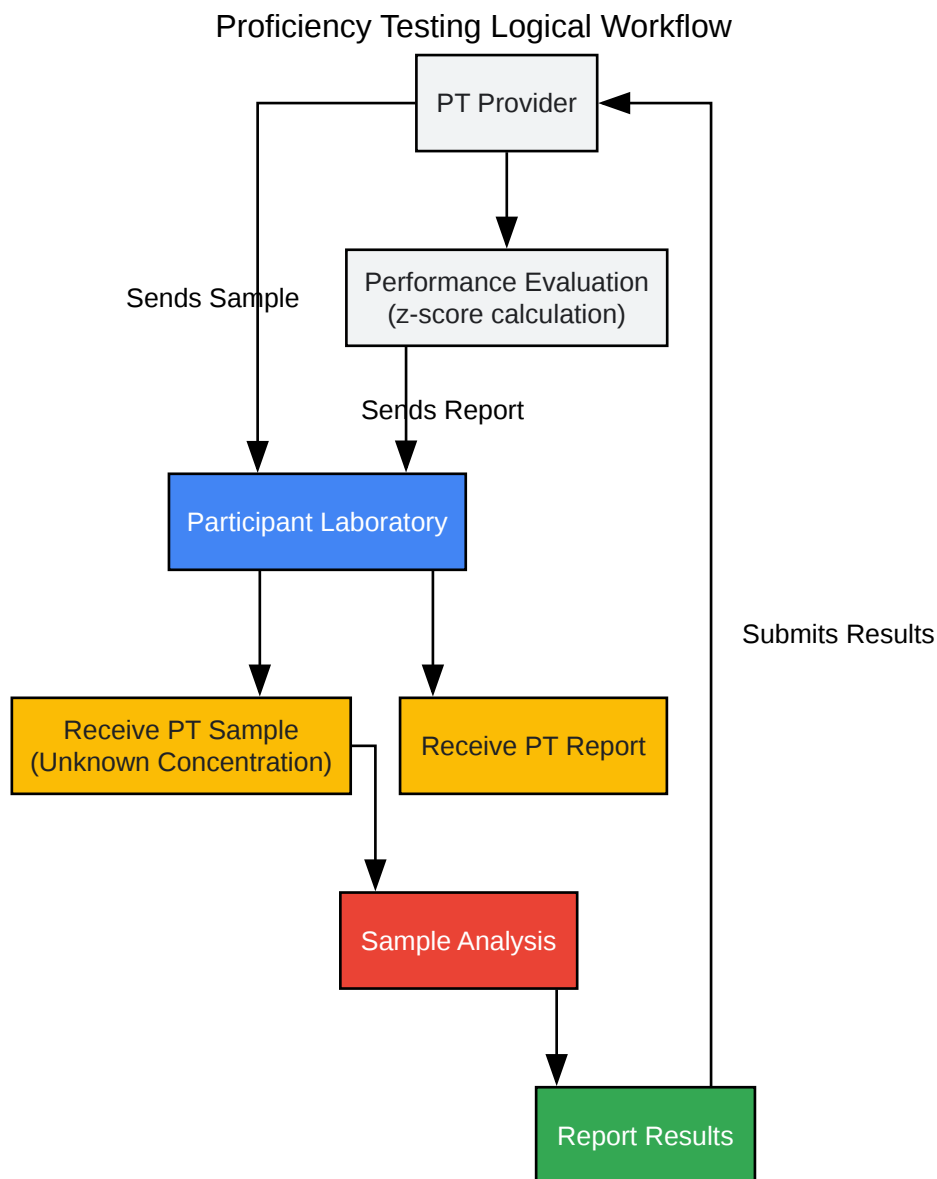 Proficiency Testing Logical Workflow
PT Provider
Performance Evaluation
(z-score calculation)
Sends Sample
Sends Report
Participant Laboratory
Submits Results
Receive PT Sample
(Unknown Concentration)
Receive PT Report
Sample Analysis
Report Results